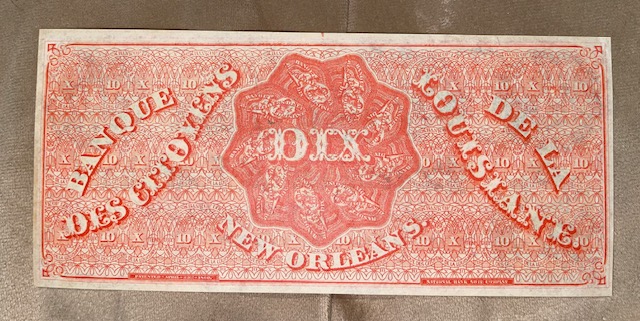 BANQUE
DES CITOYENS
DIX
DE LA
LOUISIANE
NEW ORLEANS.
NATIONAL BANK NOTE COMPANY